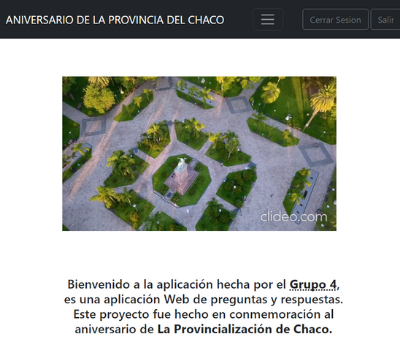 ANIVERSARIO DE LA PROVINCIA DEL CHACO
Cerrar Sesion
Salir
clideo.com
Bienvenido a la aplicación hecha por el Grupo 4,
es una aplicación Web de preguntas y respuestas.
Este proyecto fue hecho en conmemoración al
aniversario de La Provincialización de Chaco.